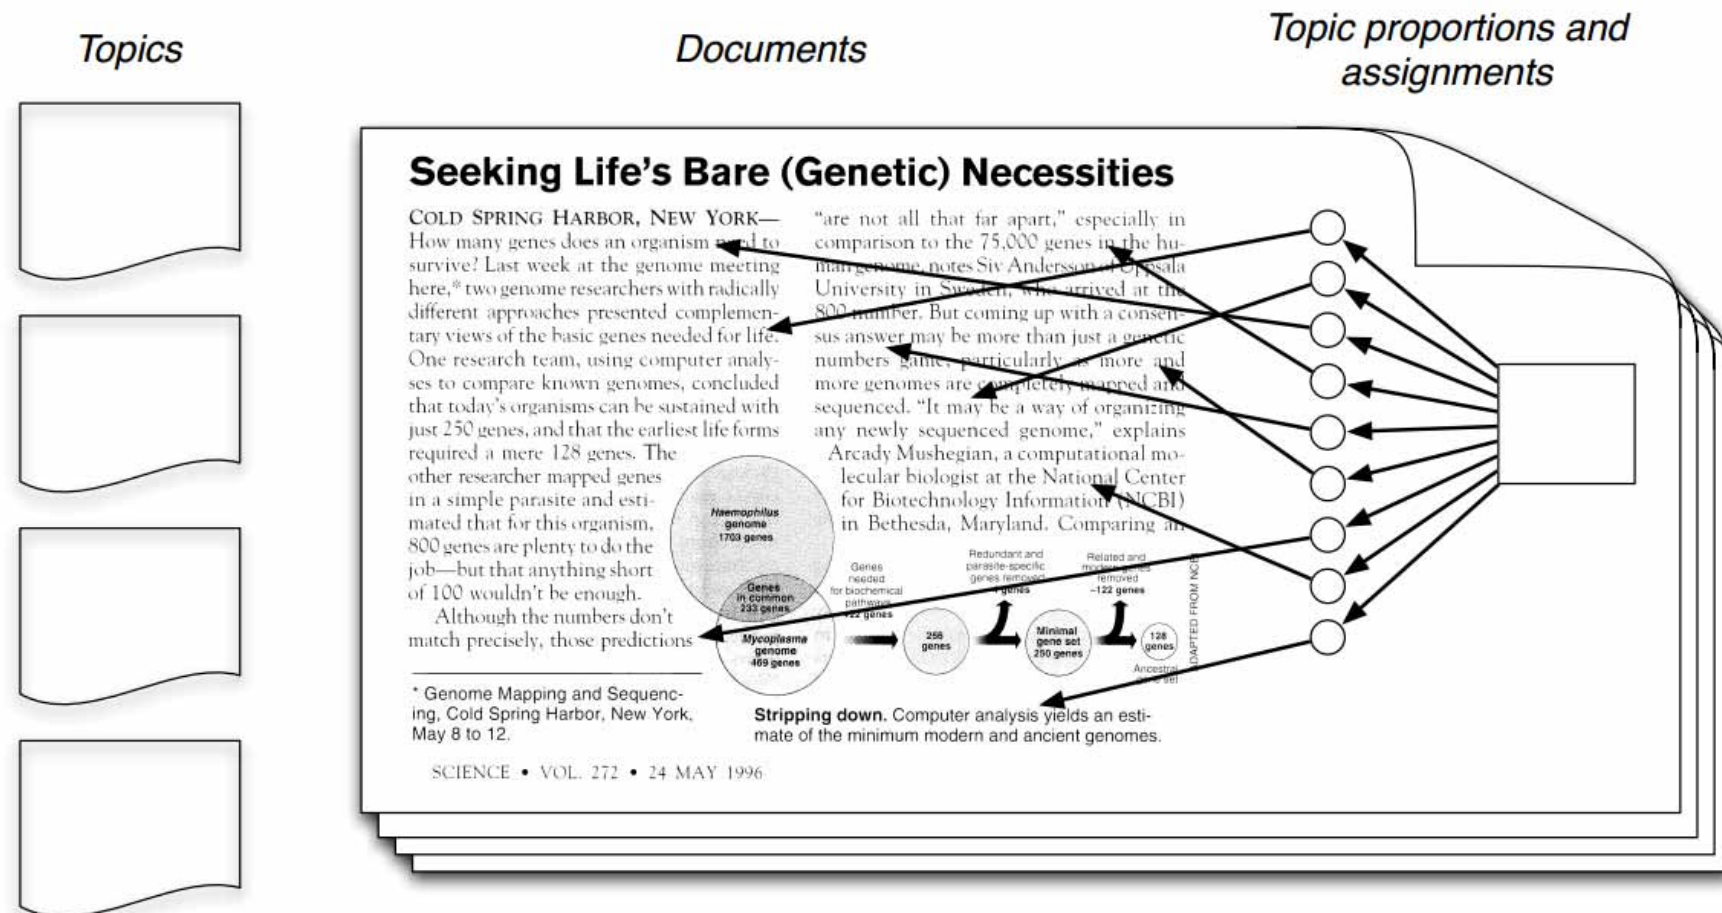 Topics
Documents
Topic proportions and
assignments
Seeking Life's Bare (Genetic) Necessities
COLD SPRING HARBOR, NEW YORK—
How many genes does an organism need to
survive? Last week at the genome meeting
here,* two genome researchers with radically
different approaches presented complemen-
tary views of the basic genes needed for life.
One research team, using computer analy-
ses to compare known genomes, concluded
that today's organisms can be sustained with
just 250 genes, and that the earliest life forms
required a mere 128 genes. The
other researcher mapped genes
in a simple parasite and esti-
mated that for this organism,
800 genes are plenty to do the
job—but that anything short
of 100 wouldn't be enough.
Although the numbers don't
match precisely, those predictions
* Genome Mapping and Sequenc-
ing, Cold Spring Harbor, New York,
May 8 to 12.
"are not all that far apart," especially in
comparison to the 75,000 genes in the hu-
man genome, notes Siv Andersson of Uppsala
University in Sweden, who arrived at the
800 number. But coming up with a consen-
sus answer may be more than just a genetic
numbers game, particularly as more and
more genomes are completely mapped and
sequenced. "It may be a way of organizing
any newly sequenced genome," explains
Arcady Mushegian, a computational mo-
lecular biologist at the National Center
for Biotechnology Information (NCBI)
in Bethesda, Maryland. Comparing an
Haemophilus
genome
1703 genes
Genes
in common
233 genes
Mycoplasma
genome
469 genes
Genes
needed
for biochemical
pathways
+22 genes
256
genes
Redundant and
parasite-specific
genes removed
genes
Minimal
gene set
250 genes
Related and
modern genes
removed
–122 genes
128
genes
Ancestral
gene set
ADAPTED FROM NCBI
Stripping down. Computer analysis yields an esti-
mate of the minimum modern and ancient genomes.
SCIENCE • VOL. 272 • 24 MAY 1996